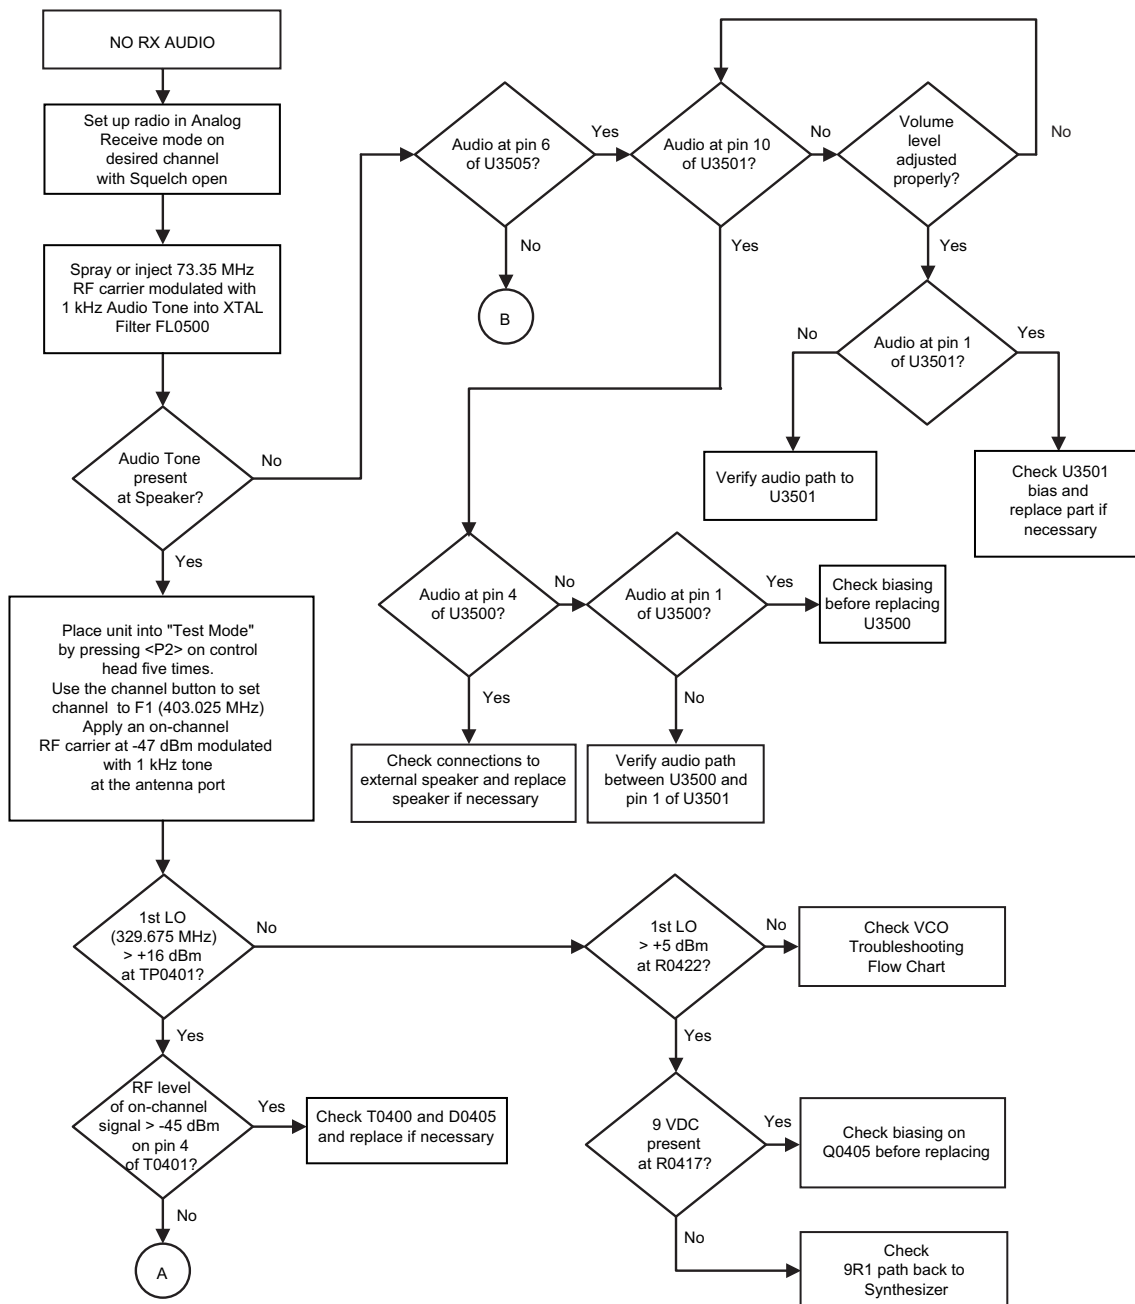 NO RX AUDIO
Set up radio in Analog
Receive mode on
desired channel
with Squelch open
Spray or inject 73.35 MHz
RF carrier modulated with
1 kHz Audio Tone into XTAL
Filter FL0500
Audio Tone
present
at Speaker?
No
Yes
Place unit into "Test Mode"
by pressing <P2> on control
head five times.
Use the channel button to set
channel to F1 (403.025 MHz)
Apply an on-channel
RF carrier at -47 dBm modulated
with 1 kHz tone
at the antenna port
1st LO
(329.675 MHz)
> +16 dBm
at TP0401?
No
Yes
RF level
of on-channel
signal > -45 dBm
on pin 4
of T0401?
Yes
Check T0400 and D0405
and replace if necessary
No
A
Audio at pin 6
of U3505?
Yes
No
B
Audio at pin 10
of U3501?
No
Yes
Volume
level
adjusted
properly?
No
Yes
Audio at pin 1
of U3501?
No
Yes
Verify audio path to
U3501
Check U3501
bias and
replace part if
necessary
Audio at pin 4
of U3500?
No
Yes
Audio at pin 1
of U3500?
Yes
No
Check biasing
before replacing
U3500
Check connections to
external speaker and replace
speaker if necessary
Verify audio path
between U3500 and
pin 1 of U3501
1st LO
> +5 dBm
at R0422?
No
Yes
Check VCO
Troubleshooting
Flow Chart
9 VDC
present
at R0417?
Yes
No
Check biasing on
Q0405 before replacing
Check
9R1 path back to
Synthesizer